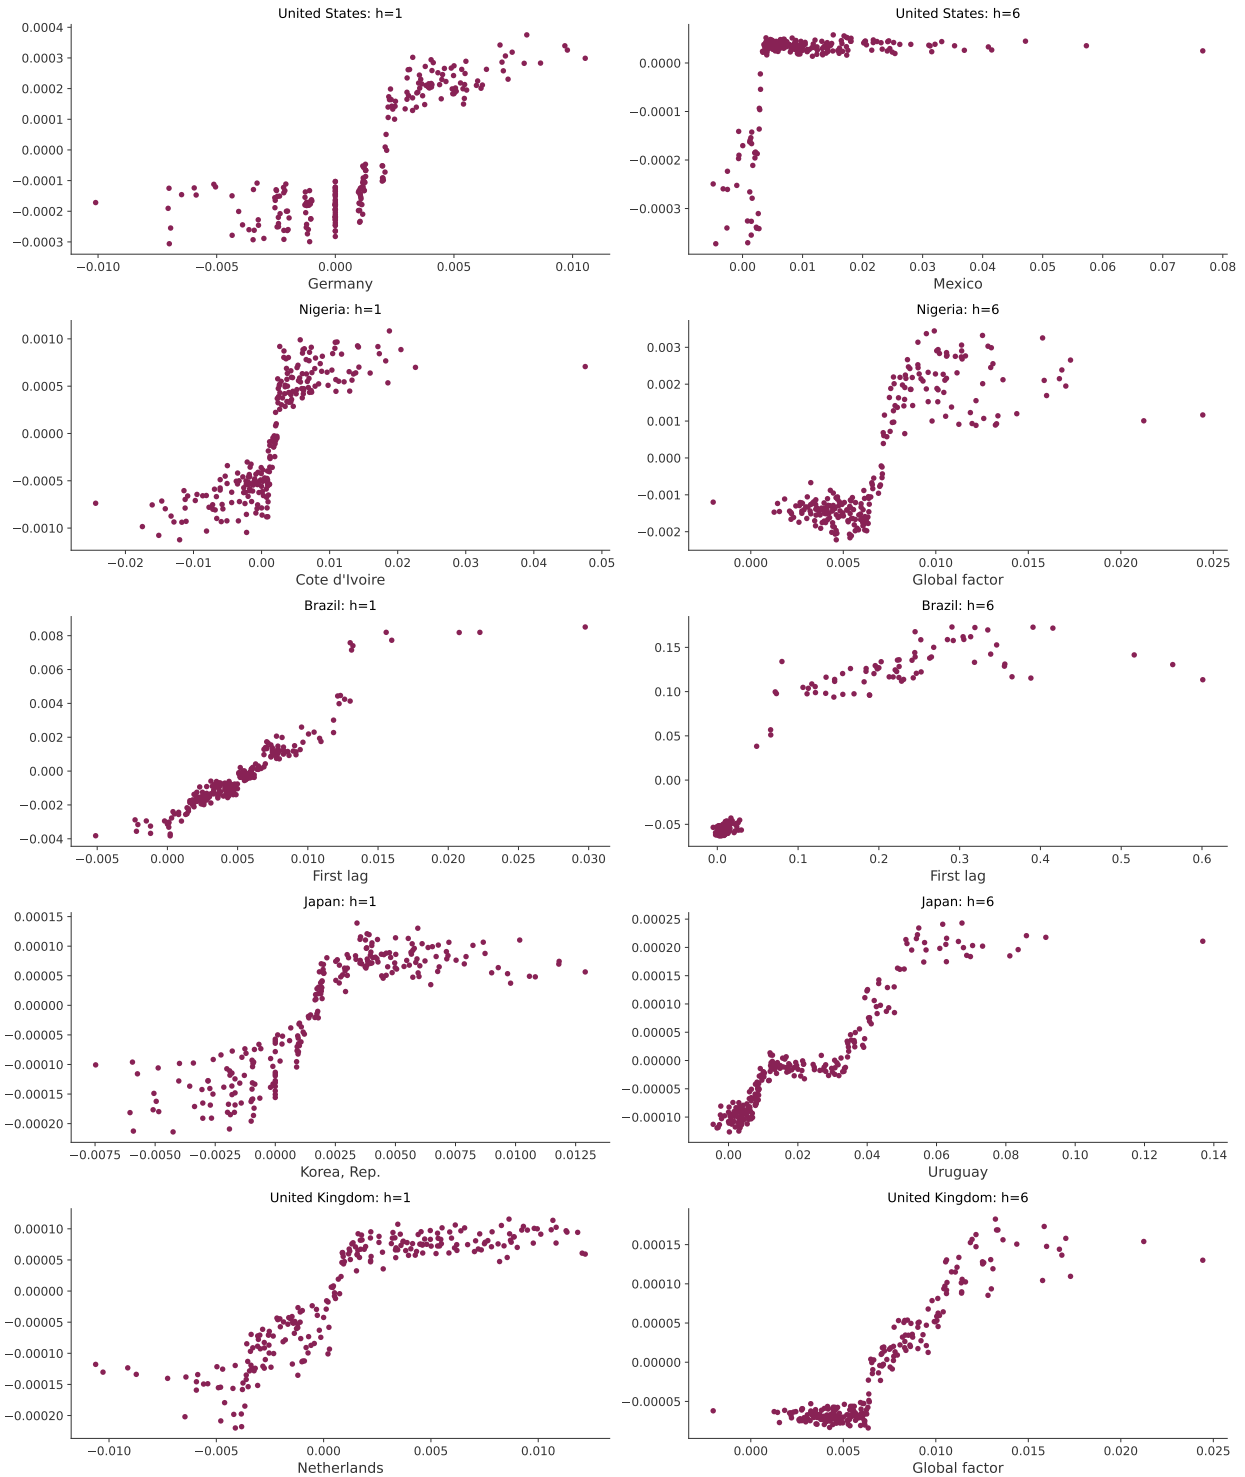 United States: h=1
0.0004
0.0003
0.0002
0.0001
0.0000
−0.0001
−0.0002
−0.0003
−0.010 −0.005 0.000 0.005 0.010
Germany
United States: h=6
0.0000
−0.0001
−0.0002
−0.0003
0.00 0.01 0.02 0.03 0.04 0.05 0.06 0.07 0.08
Mexico
Nigeria: h=1
0.0010
0.0005
0.0000
−0.0005
−0.0010
−0.02 −0.01 0.00 0.01 0.02 0.03 0.04 0.05
Cote d'Ivoire
Nigeria: h=6
0.003
0.002
0.001
0.000
−0.001
−0.002
0.000 0.005 0.010 0.015 0.020 0.025
Global factor
Brazil: h=1
0.008
0.006
0.004
0.002
0.000
−0.002
−0.004
−0.005 0.000 0.005 0.010 0.015 0.020 0.025 0.030
First lag
Brazil: h=6
0.15
0.10
0.05
0.00
−0.05
0.0 0.1 0.2 0.3 0.4 0.5 0.6
First lag
Japan: h=1
0.00015
0.00010
0.00005
0.00000
−0.00005
−0.00010
−0.00015
−0.00020
−0.0075 −0.0050 −0.0025 0.0000 0.0025 0.0050 0.0075 0.0100 0.0125
Korea, Rep.
Japan: h=6
0.00025
0.00020
0.00015
0.00010
0.00005
0.00000
−0.00005
−0.00010
0.00 0.02 0.04 0.06 0.08 0.10 0.12 0.14
Uruguay
United Kingdom: h=1
0.00010
0.00005
0.00000
−0.00005
−0.00010
−0.00015
−0.00020
−0.010 −0.005 0.000 0.005 0.010
Netherlands
United Kingdom: h=6
0.00015
0.00010
0.00005
0.00000
−0.00005
0.000 0.005 0.010 0.015 0.020 0.025
Global factor